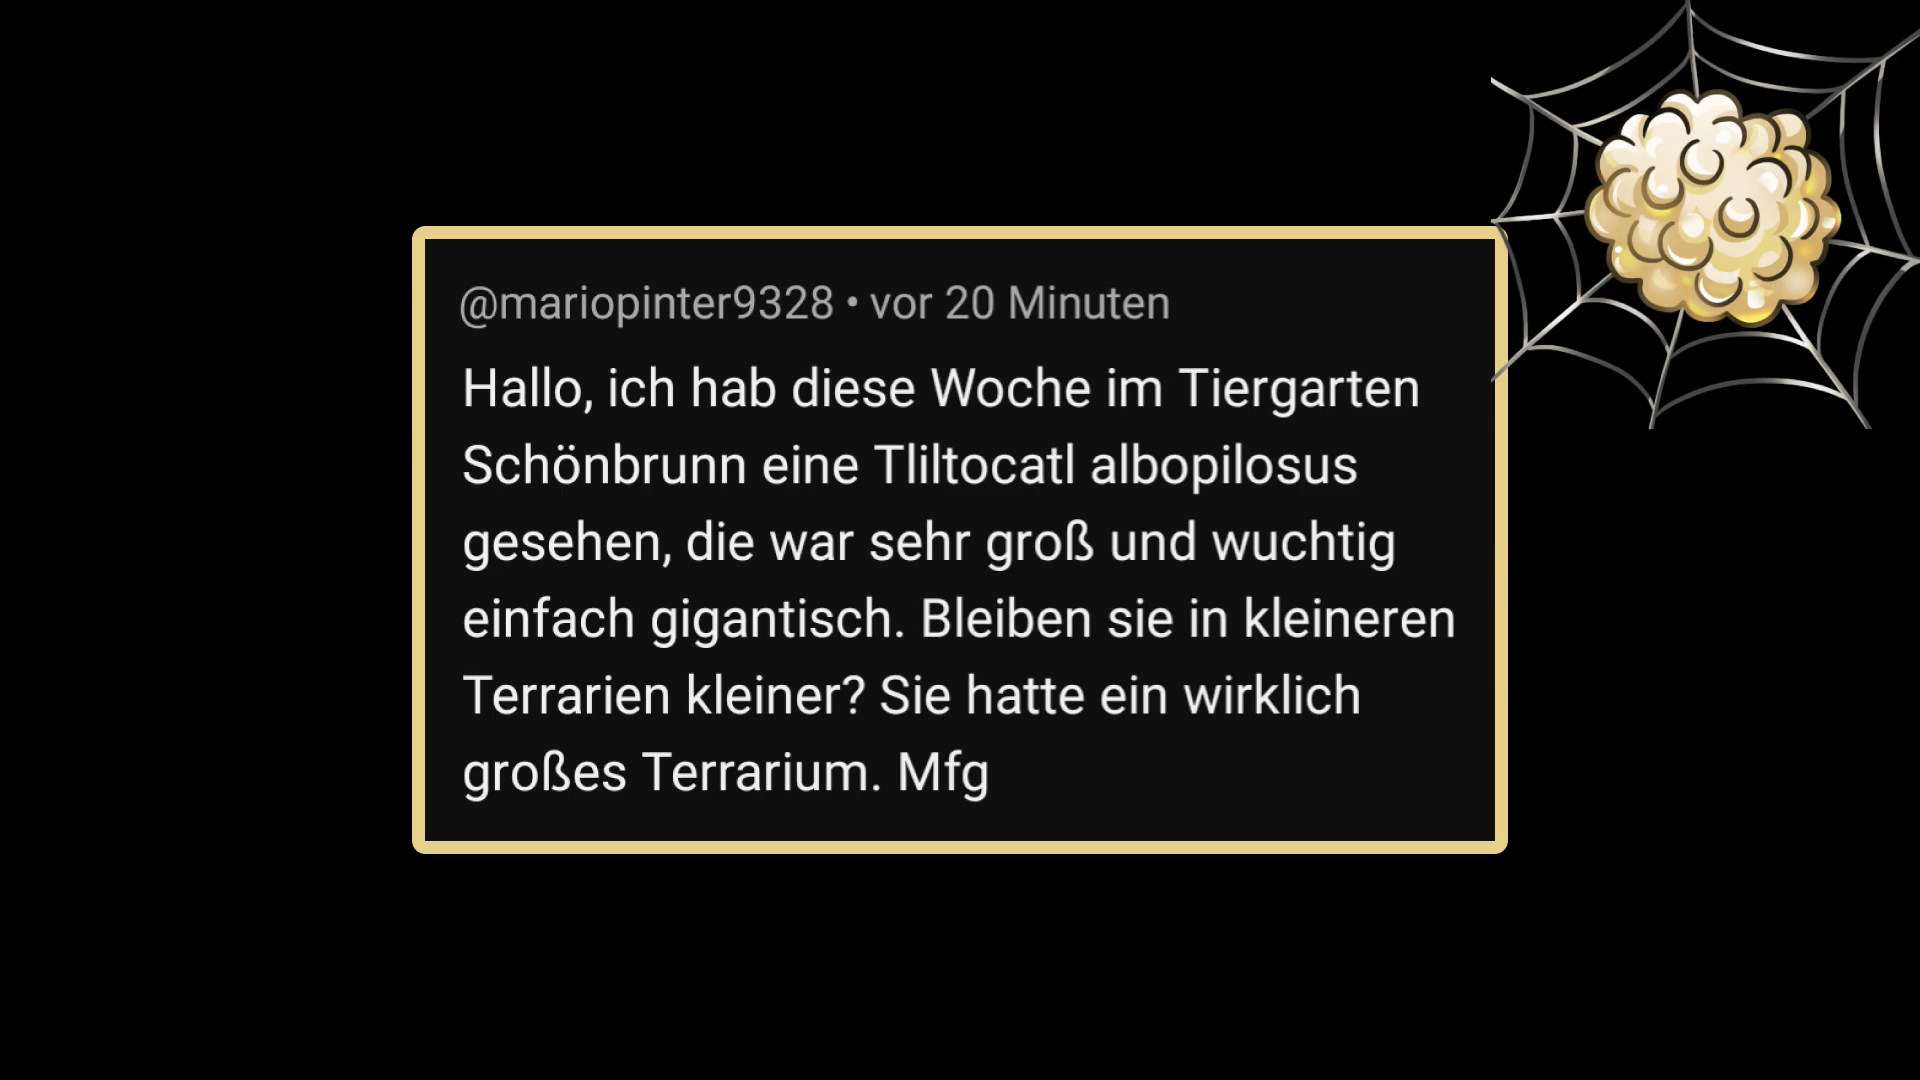 @mariopinter9328 • vor 20 Minuten
Hallo, ich hab diese Woche im Tiergarten
Schönbrunn eine Tliltocatl albopilosus
gesehen, die war sehr groß und wuchtig
einfach gigantisch. Bleiben sie in kleineren
Terrarien kleiner? Sie hatte ein wirklich
großes Terrarium. Mfg